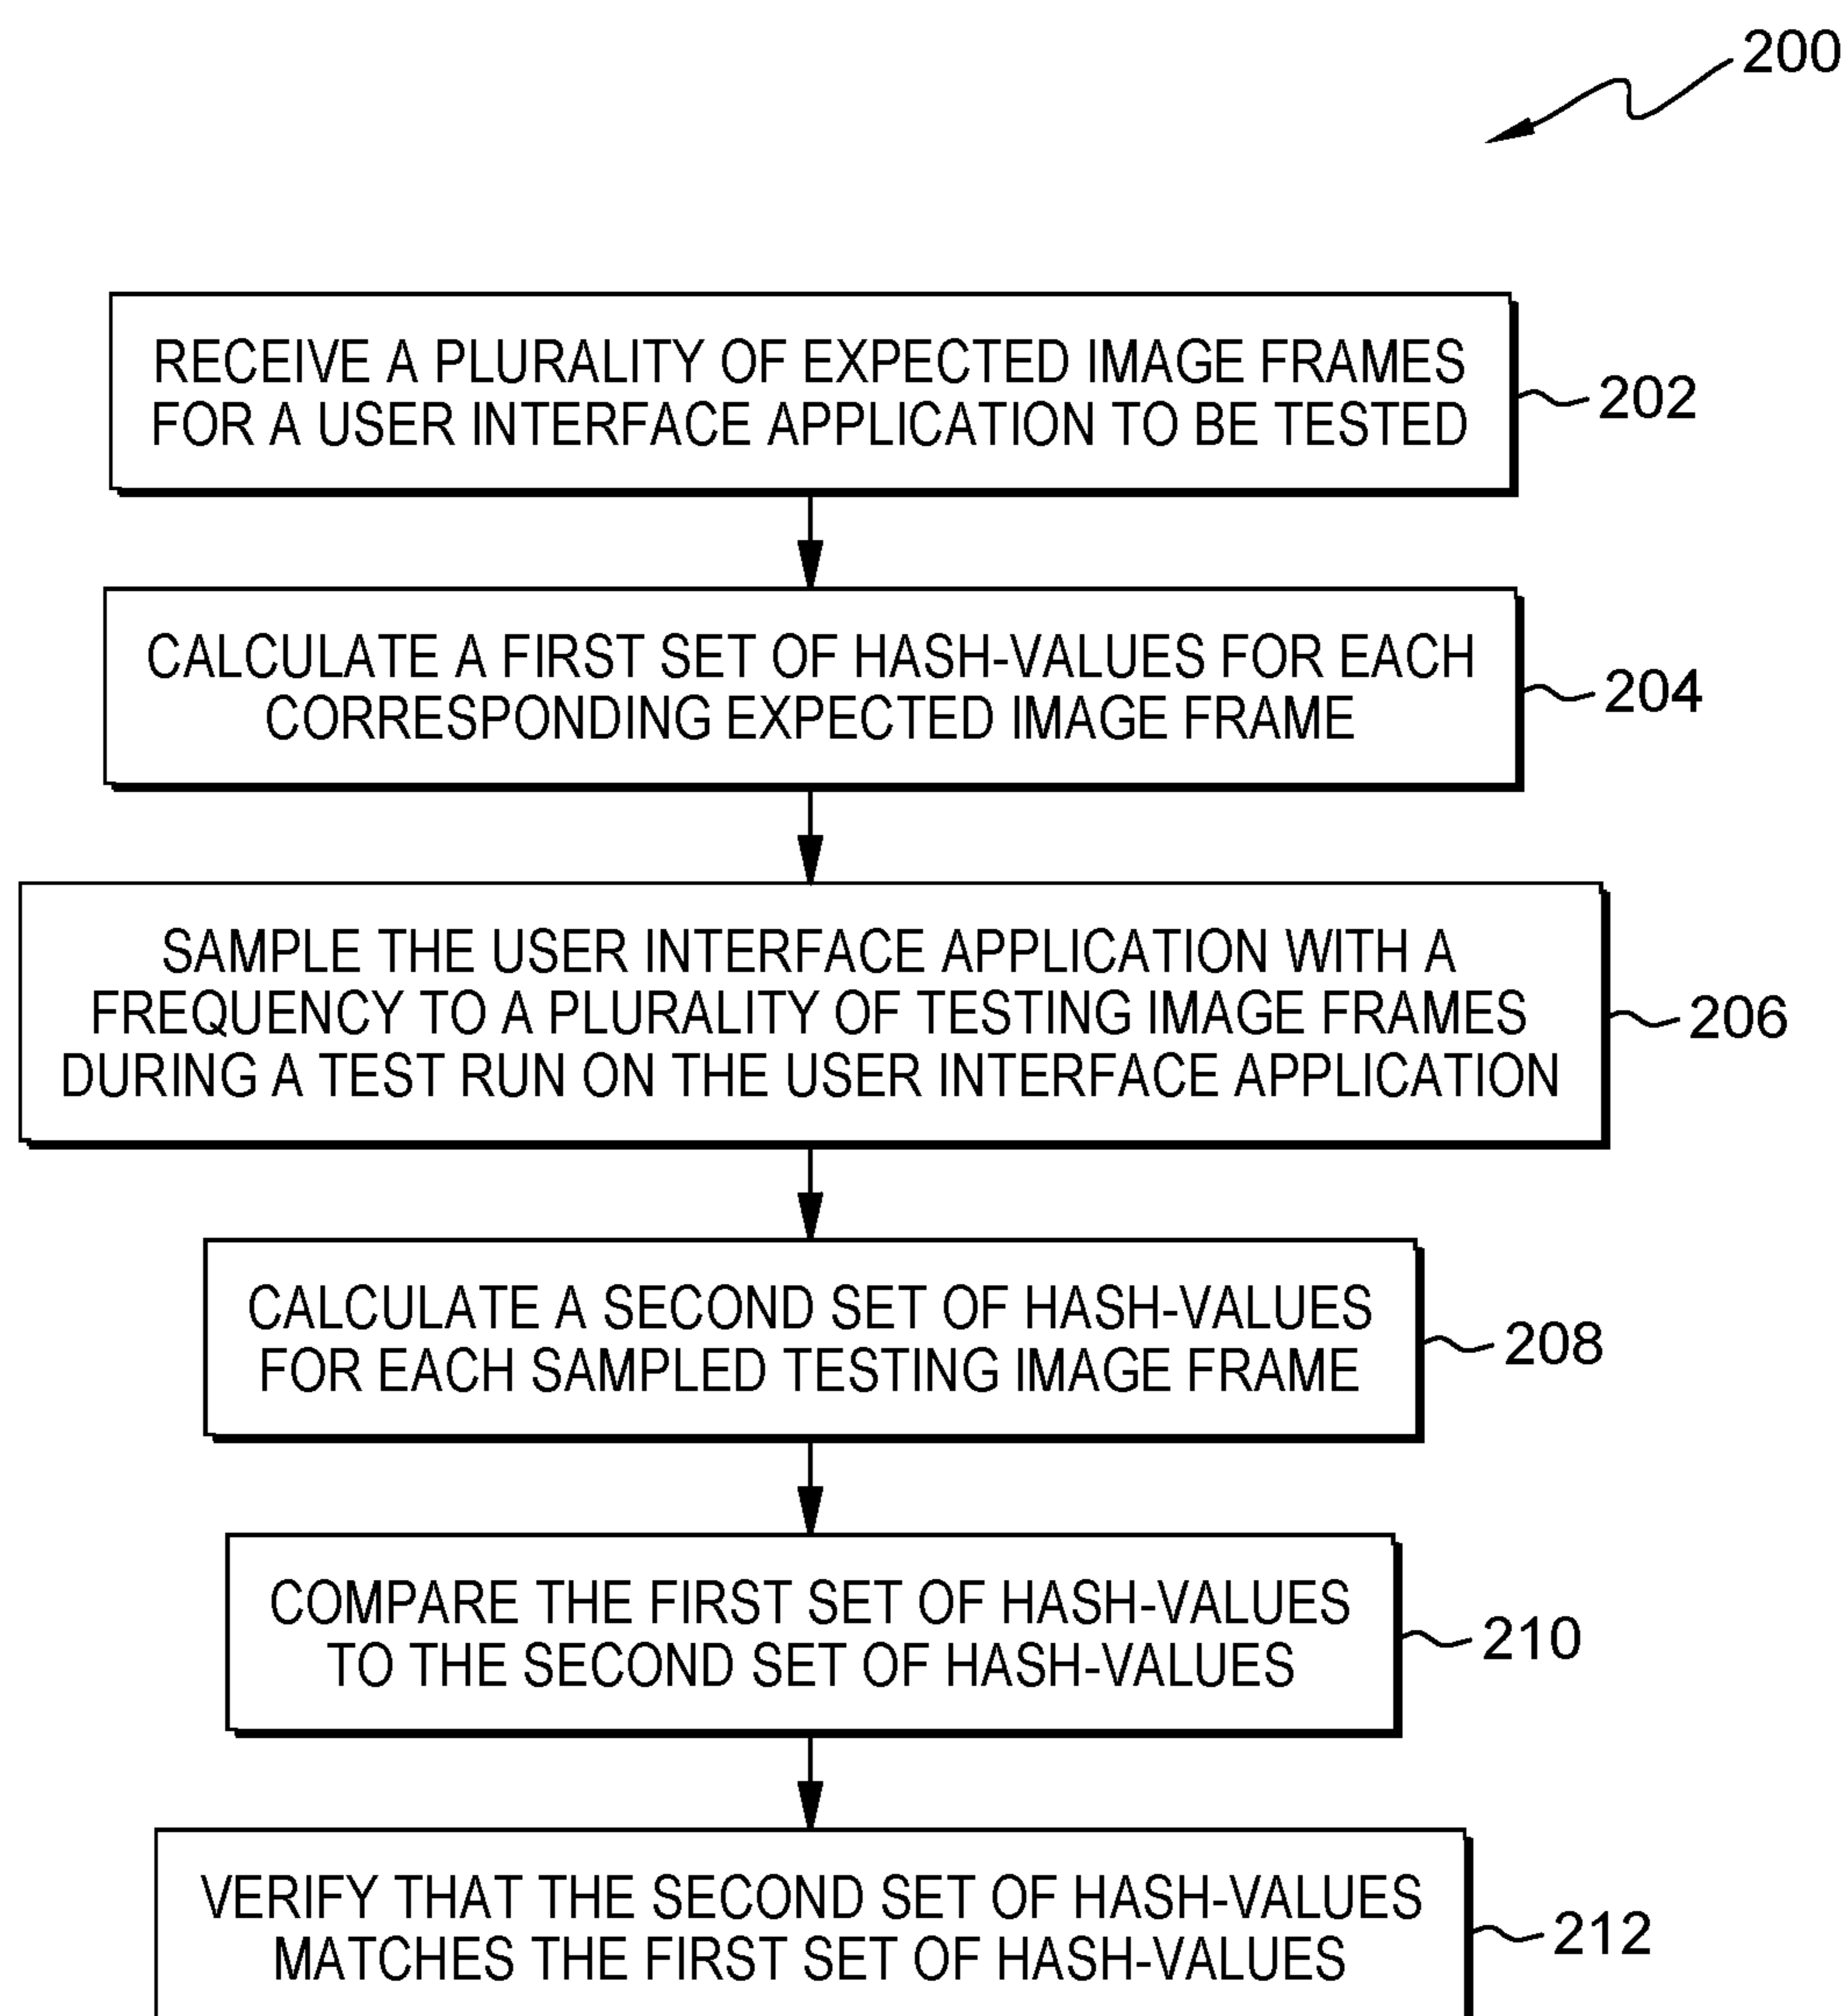 200
RECEIVE A PLURALITY OF EXPECTED IMAGE FRAMES
FOR A USER INTERFACE APPLICATION TO BE TESTED
202
CALCULATE A FIRST SET OF HASH-VALUES FOR EACH
CORRESPONDING EXPECTED IMAGE FRAME
204
SAMPLE THE USER INTERFACE APPLICATION WITH A
FREQUENCY TO A PLURALITY OF TESTING IMAGE FRAMES
DURING A TEST RUN ON THE USER INTERFACE APPLICATION
206
CALCULATE A SECOND SET OF HASH-VALUES
FOR EACH SAMPLED TESTING IMAGE FRAME
208
COMPARE THE FIRST SET OF HASH-VALUES
TO THE SECOND SET OF HASH-VALUES
210
VERIFY THAT THE SECOND SET OF HASH-VALUES
MATCHES THE FIRST SET OF HASH-VALUES
212